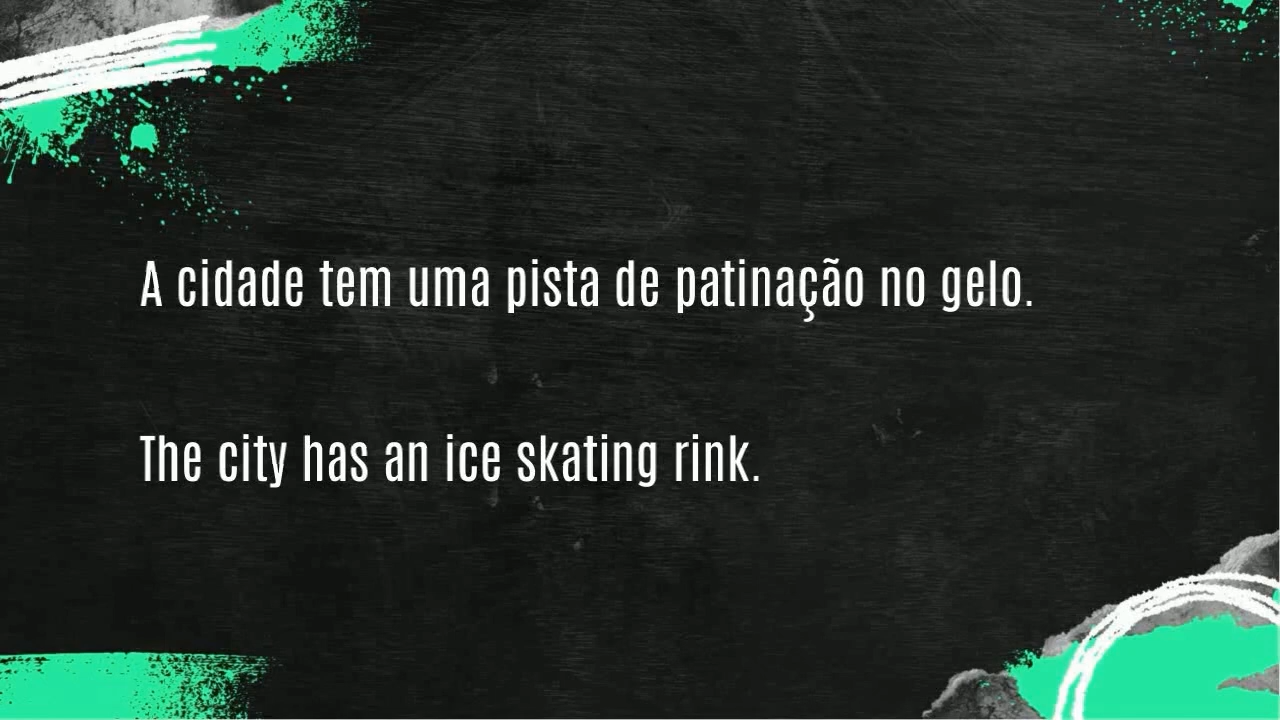 A cidade tem uma pista de patinação no gelo.
The city has an ice skating rink.